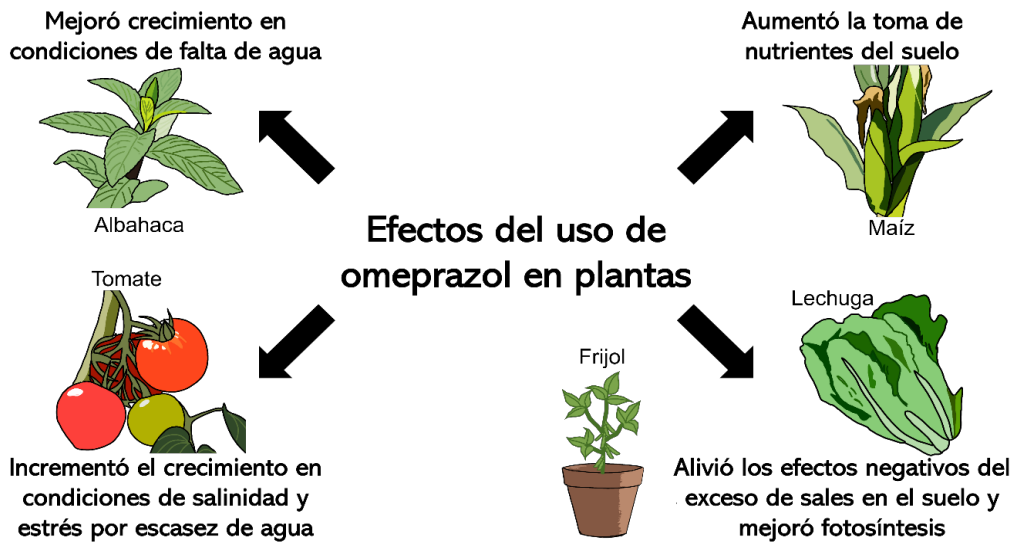 Mejoró crecimiento en
condiciones de falta de agua
Albahaca
Aumentó la toma de
nutrientes del suelo
Maíz
Efectos del uso de
omeprazol en plantas
Tomate
Incrementó el crecimiento en
condiciones de salinidad y
estrés por escasez de agua
Frijol
Lechuga
Alivió los efectos negativos del
exceso de sales en el suelo y
mejoró fotosíntesis